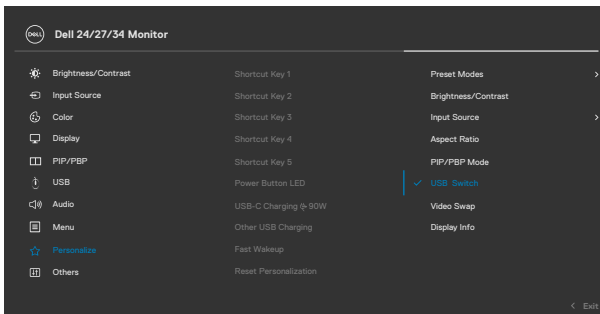 DELL
Dell 24/27/34 Monitor
Brightness/Contrast
Input Source
Color
Display
PIP/PBP
USB
Audio
Menu
Personalize
Others
Shortcut Key 1
Shortcut Key 2
Shortcut Key 3
Shortcut Key 4
Shortcut Key 5
Power Button LED
USB-C Charging 90W
Other USB Charging
Fast Wakeup
Reset Personalization
Preset Modes
Brightness/Contrast
Input Source
Aspect Ratio
PIP/PBP Mode
USB Switch
Video Swap
Display Info
Exit